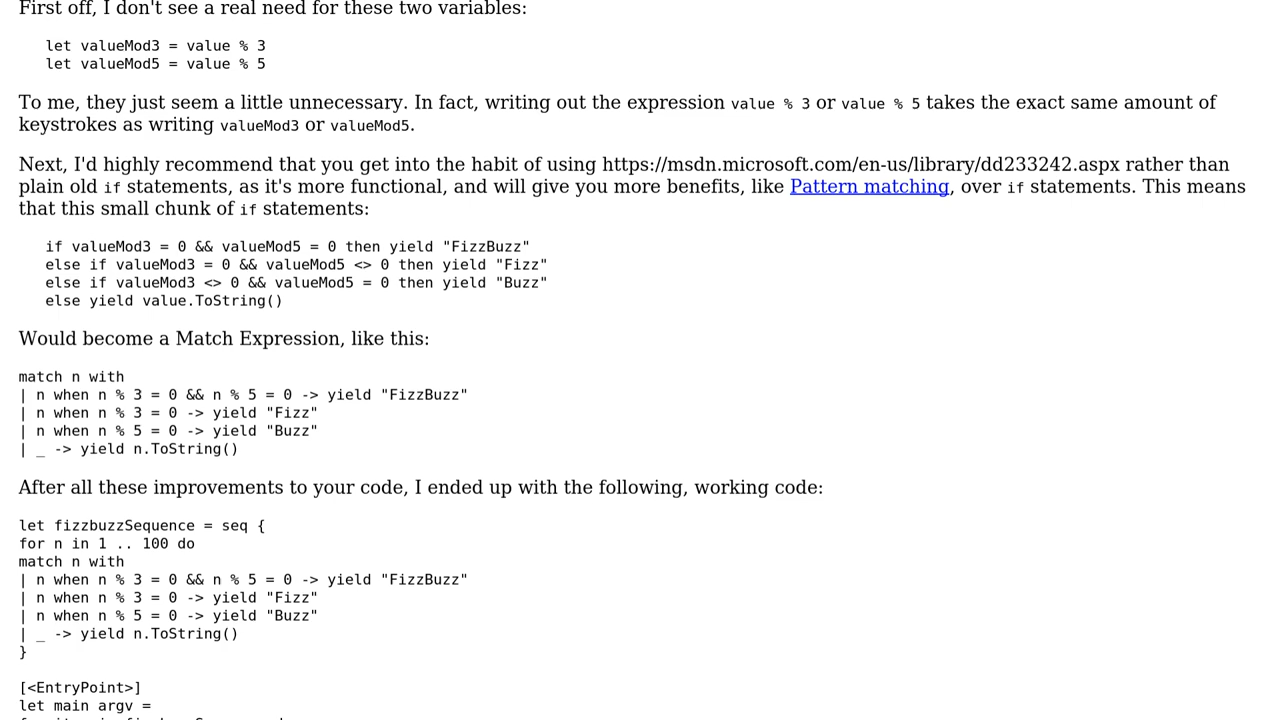 First off, I don't see a real need for these two variables:
let valueMod3 = value % 3
let valueMod5 = value % 5
To me, they just seem a little unnecessary. In fact, writing out the expression value % 3 or value % 5 takes the exact same amount of
keystrokes as writing valueMod3 or valueMod5.
Next, I'd highly recommend that you get into the habit of using https://msdn.microsoft.com/en-us/library/dd233242.aspx rather than
plain old if statements, as it's more functional, and will give you more benefits, like Pattern matching, over if statements. This means
that this small chunk of if statements:
if valueMod3 = 0 && valueMod5 = 0 then yield "FizzBuzz"
else if valueMod3 = 0 && valueMod5 <> 0 then yield "Fizz"
else if valueMod3 <> 0 && valueMod5 = 0 then yield "Buzz"
else yield value.ToString()
Would become a Match Expression, like this:
match n with
| n when n % 3 = 0 && n % 5 = 0 -> yield "FizzBuzz"
| n when n % 3 = 0 -> yield "Fizz"
| n when n % 5 = 0 -> yield "Buzz"
| _ -> yield n.ToString()
After all these improvements to your code, I ended up with the following, working code:
let fizzbuzzSequence = seq {
for n in 1 .. 100 do
match n with
| n when n % 3 = 0 && n % 5 = 0 -> yield "FizzBuzz"
| n when n % 3 = 0 -> yield "Fizz"
| n when n % 5 = 0 -> yield "Buzz"
| _ -> yield n.ToString()
}
[<EntryPoint>]
let main argv =